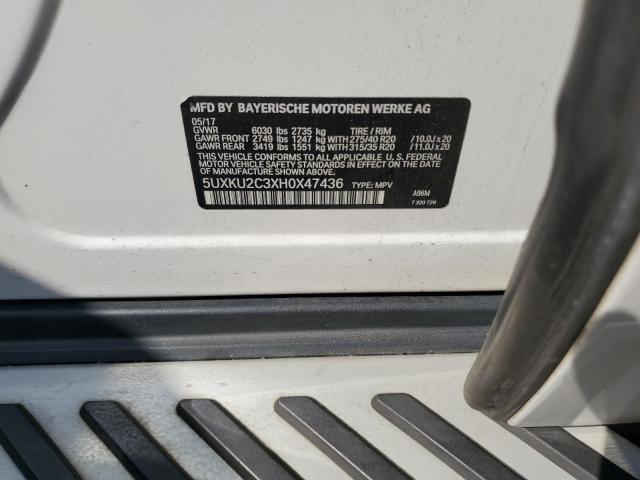 MFD BY BAYERISCHE MOTOREN WERKE AG
05/17
GVWR 6030 lbs 2735 kg TIRE / RIM
GAWR FRONT 2749 lbs 1247 kg WITH 275/40 R20 /10.0J x 20
GAWR REAR 3419 lbs 1551 kg WITH 315/35 R20 /11.0J x 20
THIS VEHICLE CONFORMS TO ALL APPLICABLE U. S. FEDERAL
MOTOR VEHICLE SAFETY STANDARDS IN EFFECT ON THE DATE
OF MANUFACTURE SHOWN ABOVE.
5UXKU2C3XH0X47436 TYPE: MPV
A96M
7 320 729